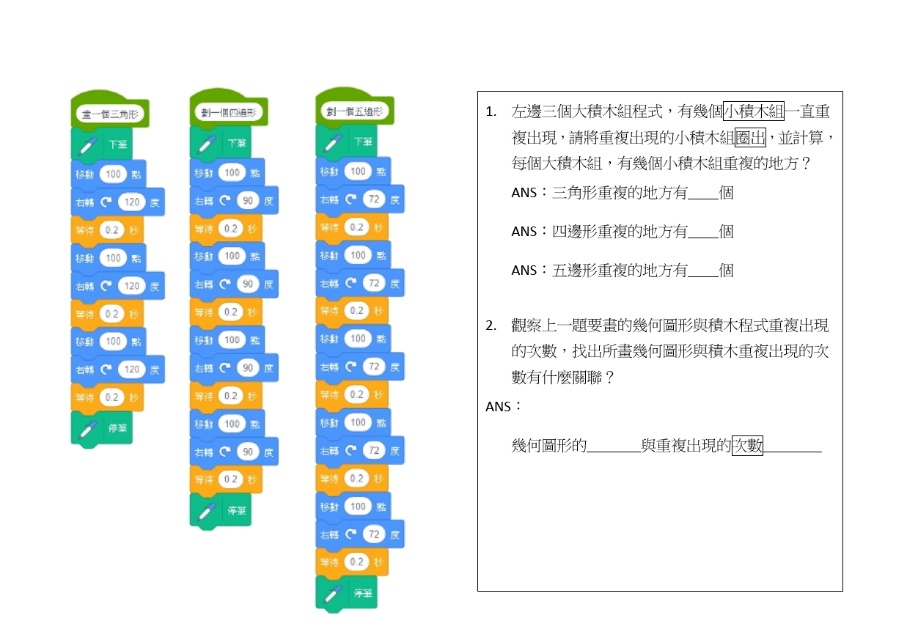 畫一個三角形
下筆
移動 100 點
右轉 120 度
等待 0.2 秒
移動 100 點
右轉 120 度
等待 0.2 秒
移動 100 點
右轉 120 度
等待 0.2 秒
停筆
劃一個四邊形
下筆
移動 100 點
右轉 90 度
等待 0.2 秒
移動 100 點
右轉 90 度
等待 0.2 秒
移動 100 點
右轉 90 度
等待 0.2 秒
移動 100 點
右轉 90 度
等待 0.2 秒
停筆
劃一個五邊形
下筆
移動 100 點
右轉 72 度
等待 0.2 秒
移動 100 點
右轉 72 度
等待 0.2 秒
移動 100 點
右轉 72 度
等待 0.2 秒
移動 100 點
右轉 72 度
等待 0.2 秒
移動 100 點
右轉 72 度
等待 0.2 秒
停筆
1. 左邊三個大積木組程式，有幾個小積木組一直重
複出現，請將重複出現的小積木組圈出，並計算，
每個大積木組，有幾個小積木組重複的地方？
ANS：三角形重複的地方有____個
ANS：四邊形重複的地方有____個
ANS：五邊形重複的地方有____個
2. 觀察上一題要畫的幾何圖形與積木程式重複出現
的次數，找出所畫幾何圖形與積木重複出現的次
數有什麼關聯？
ANS：
幾何圖形的_______與重複出現的次數________